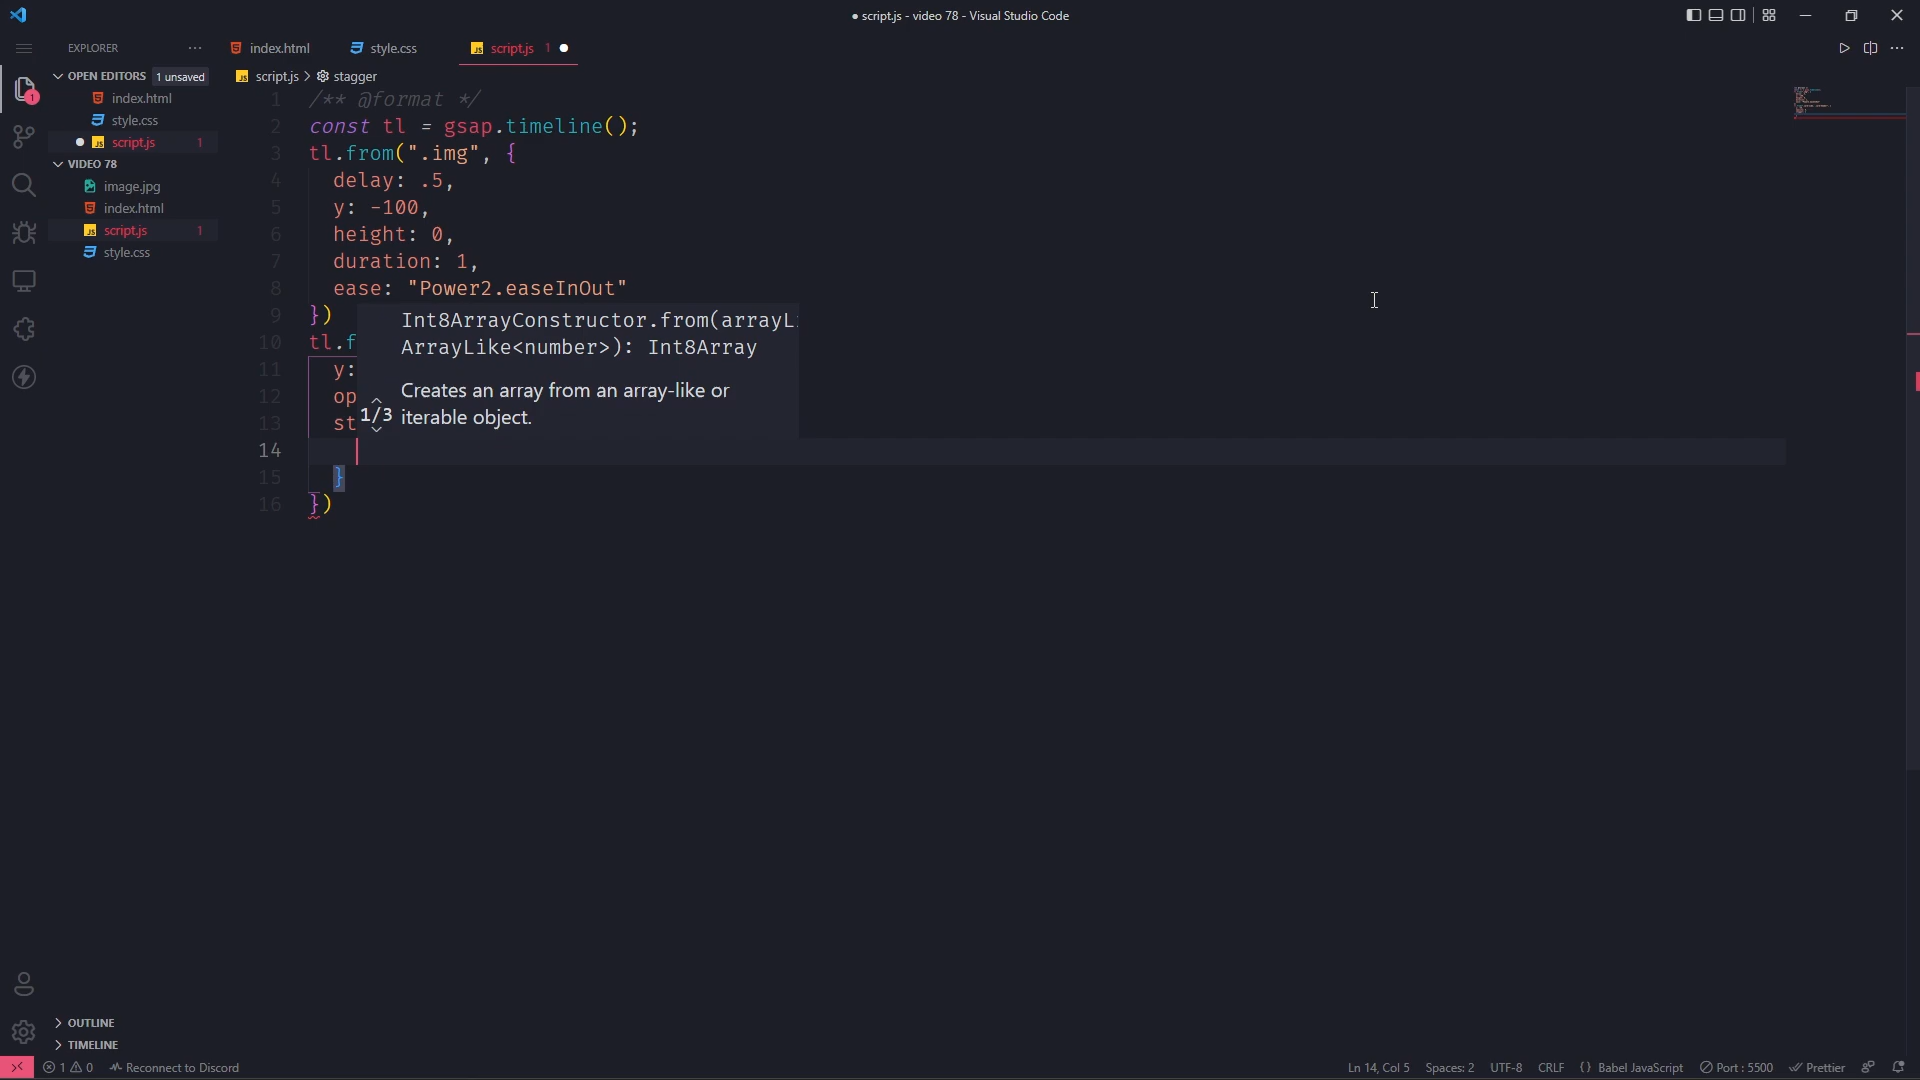 ● script.js - video 78 - Visual Studio Code
EXPLORER
index.html
style.css
script.js 1
OPEN EDITORS 1 unsaved
script.js > stagger
index.html
style.css
script.js 1
VIDEO 78
image.jpg
index.html
script.js 1
style.css
1
1 /** @format */
2 const tl = gsap.timeline();
3 tl.from(".img", {
4 delay: .5,
5 y: -100,
6 height: 0,
7 duration: 1,
8 ease: "Power2.easeInOut"
9 })
10 tl.f
11 y:
12 op
13 st
14
15 }
16 })
Int8ArrayConstructor.from(arrayLi
ArrayLike<number>): Int8Array
Creates an array from an array-like or
1/3 iterable object.
OUTLINE
TIMELINE
1 0 Reconnect to Discord
Ln 14, Col 5 Spaces: 2 UTF-8 CRLF {} Babel JavaScript Port : 5500 Prettier